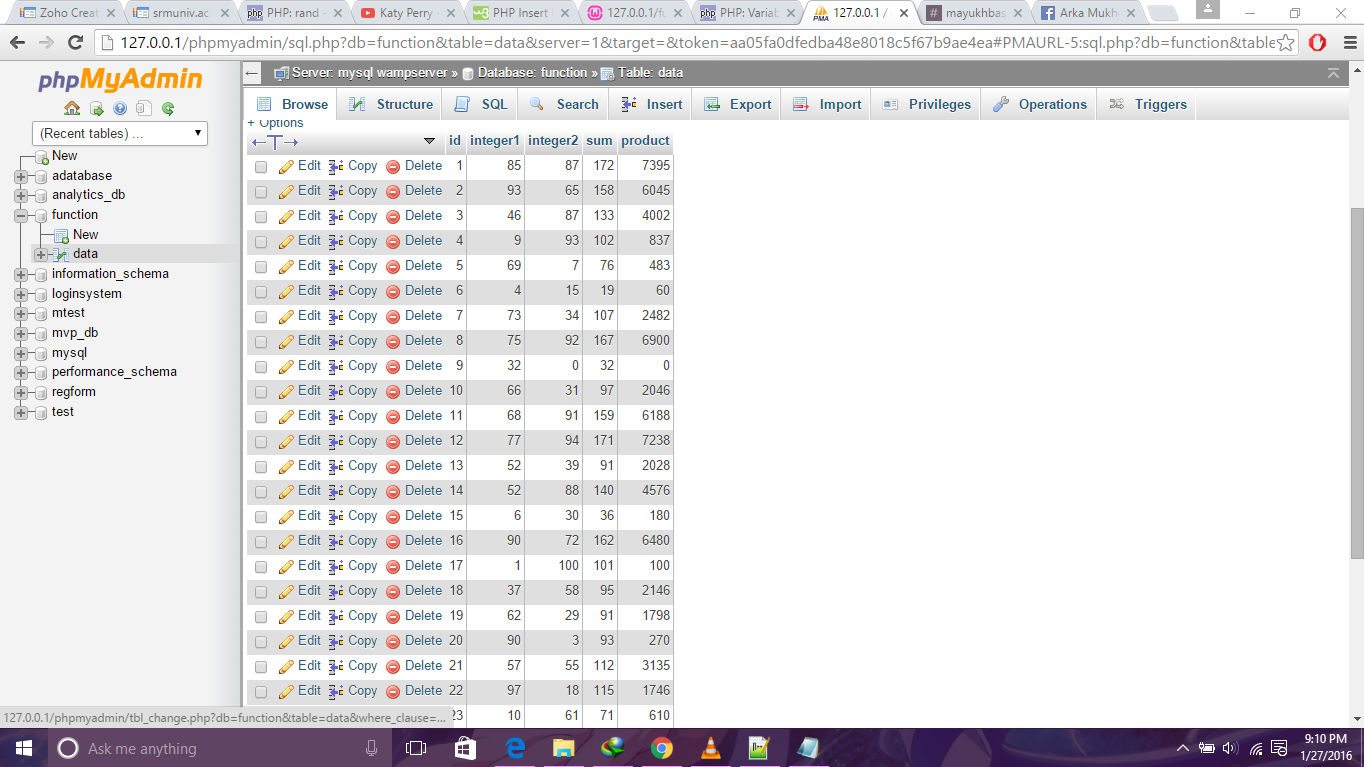 Zoho Creat
srmuniv.ac
PHP: rand -
Katy Perry -
PHP Insert
127.0.0.1/fu
PHP: Variab
127.0.0.1 /
mayukhbas
Arka Mukhe
127.0.0.1/phpmyadmin/sql.php?db=function&table=data&server=1&target=&token=aa05fa0dfedba48e8018c5f67b9ae4ea#PMAURL-5:sql.php?db=function&table
phpMyAdmin
(Recent tables) ...
New
adatabase
analytics_db
function
New
data
information_schema
loginsystem
mtest
mvp_db
mysql
performance_schema
regform
test
Server: mysql wampserver » Database: function » Table: data
Browse Structure SQL Search Insert Export Import Privileges Operations Triggers
+ Options
id integer1 integer2 sum product
Edit Copy Delete 1 85 87 172 7395
Edit Copy Delete 2 93 65 158 6045
Edit Copy Delete 3 46 87 133 4002
Edit Copy Delete 4 9 93 102 837
Edit Copy Delete 5 69 7 76 483
Edit Copy Delete 6 4 15 19 60
Edit Copy Delete 7 73 34 107 2482
Edit Copy Delete 8 75 92 167 6900
Edit Copy Delete 9 32 0 32 0
Edit Copy Delete 10 66 31 97 2046
Edit Copy Delete 11 68 91 159 6188
Edit Copy Delete 12 77 94 171 7238
Edit Copy Delete 13 52 39 91 2028
Edit Copy Delete 14 52 88 140 4576
Edit Copy Delete 15 6 30 36 180
Edit Copy Delete 16 90 72 162 6480
Edit Copy Delete 17 1 100 101 100
Edit Copy Delete 18 37 58 95 2146
Edit Copy Delete 19 62 29 91 1798
Edit Copy Delete 20 90 3 93 270
Edit Copy Delete 21 57 55 112 3135
Edit Copy Delete 22 97 18 115 1746
23 10 61 71 610
127.0.0.1/phpmyadmin/tbl_change.php?db=function&table=data&where_clause=...
Ask me anything
9:10 PM
1/27/2016